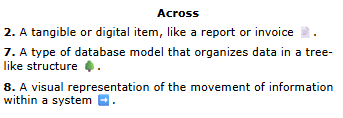 Across
2. A tangible or digital item, like a report or invoice 📄 .
7. A type of database model that organizes data in a tree-
like structure 🌳 .
8. A visual representation of the movement of information
within a system ➡️ .